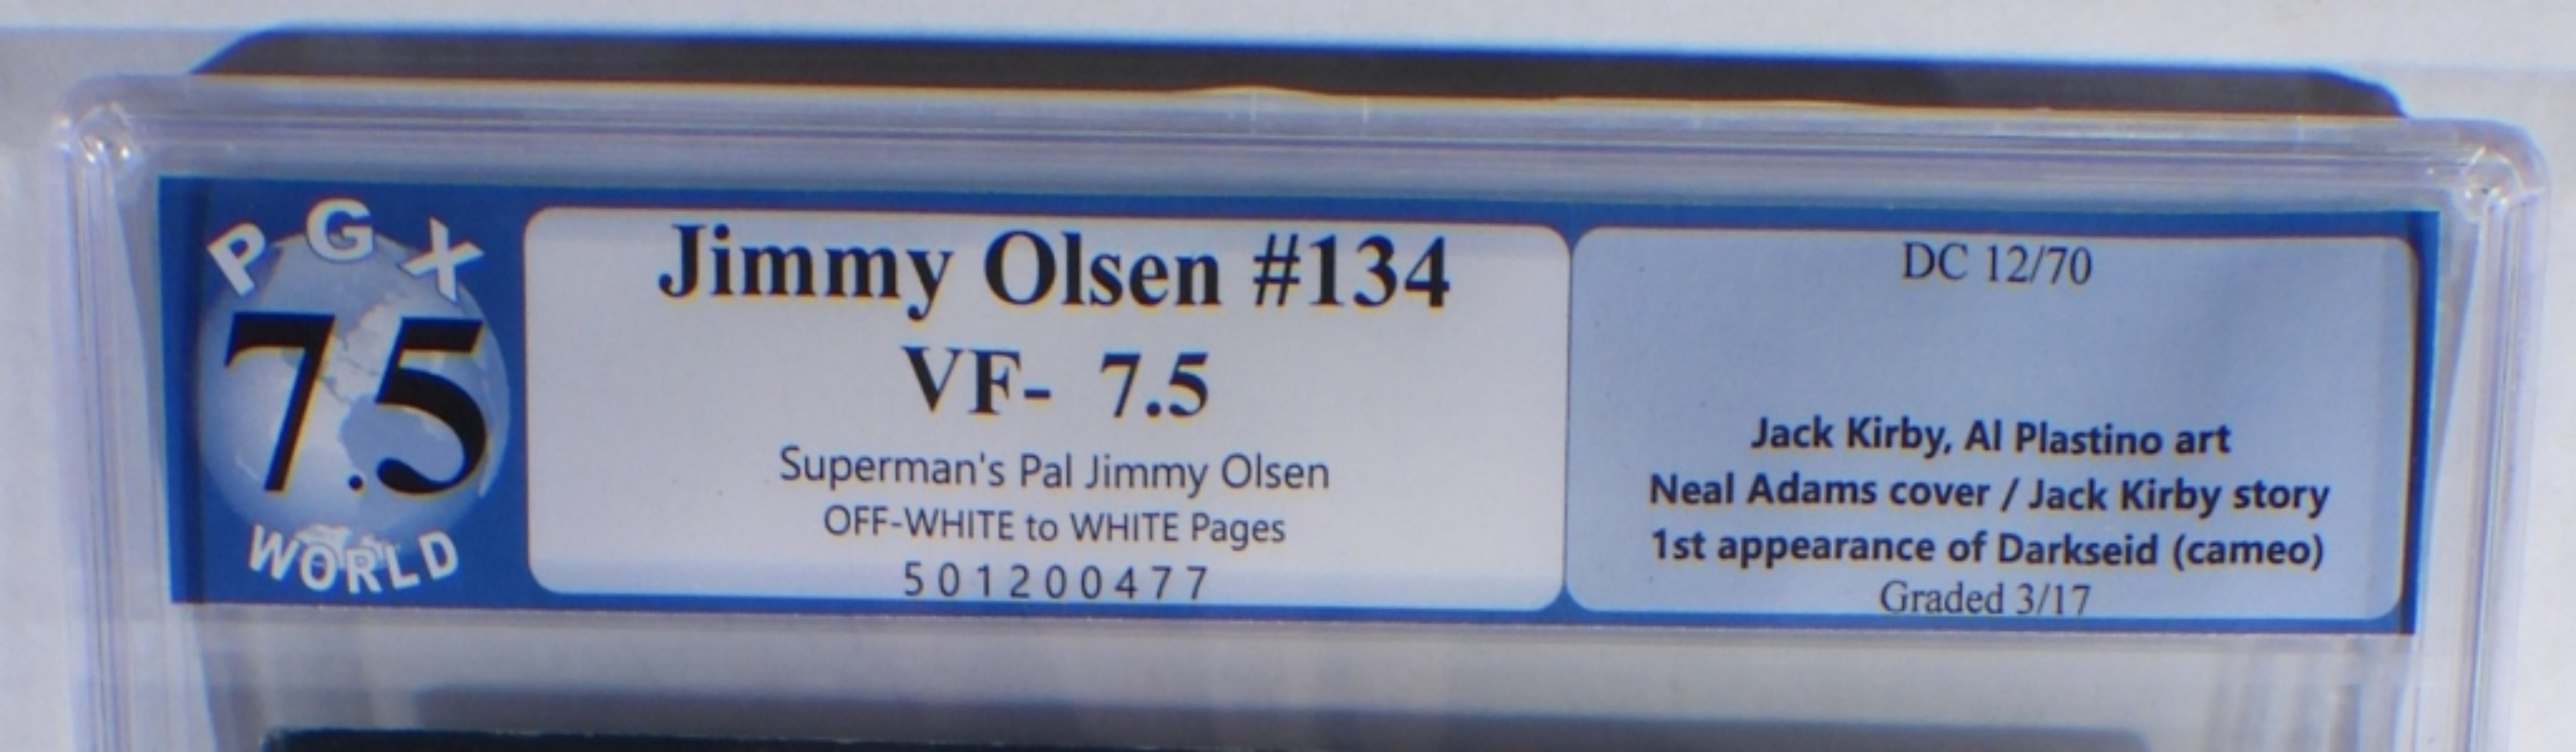 PGX
7.5
WORLD
Jimmy Olsen #134
VF- 7.5
Superman's Pal Jimmy Olsen
OFF-WHITE to WHITE Pages
501200477
DC 12/70
Jack Kirby, Al Plastino art
Neal Adams cover / Jack Kirby story
1st appearance of Darkseid (cameo)
Graded 3/17